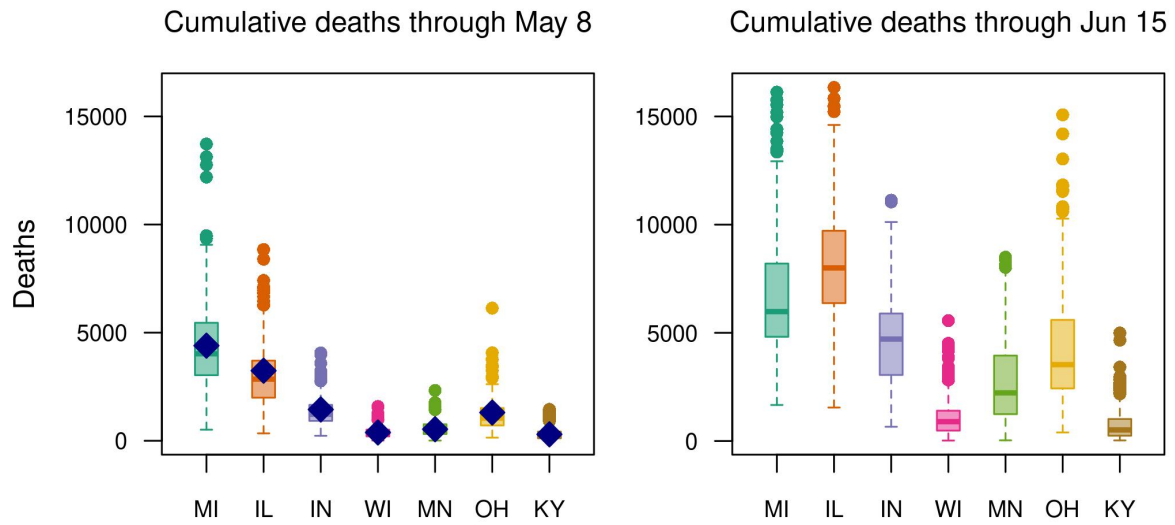 Cumulative deaths through May 8
Deaths
15000
10000
5000
0
MI IL IN WI MN OH KY
Cumulative deaths through Jun 15
15000
10000
5000
0
MI IL IN WI MN OH KY